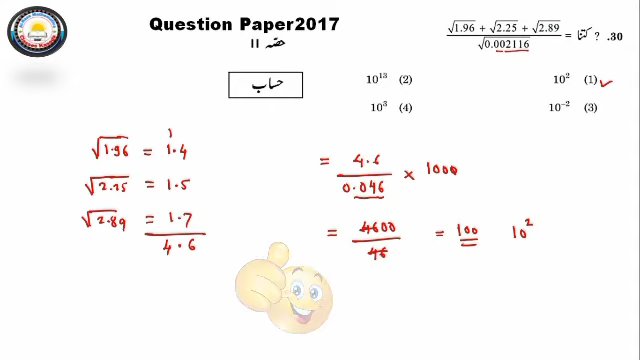 Question Paper2017
حصّہ II
حساب
30. √1.96 + √2.25 + √2.89 / √0.002116 = کتنا ?
(1) 10² ✓
(2) 10¹³
(3) 10⁻²
(4) 10³
√1.96 = 1.4
√2.25 = 1.5
√2.89 = 1.7
4.6
1
= 4.6 / 0.046 × 1000
= 4600 / 46 = 100 10²